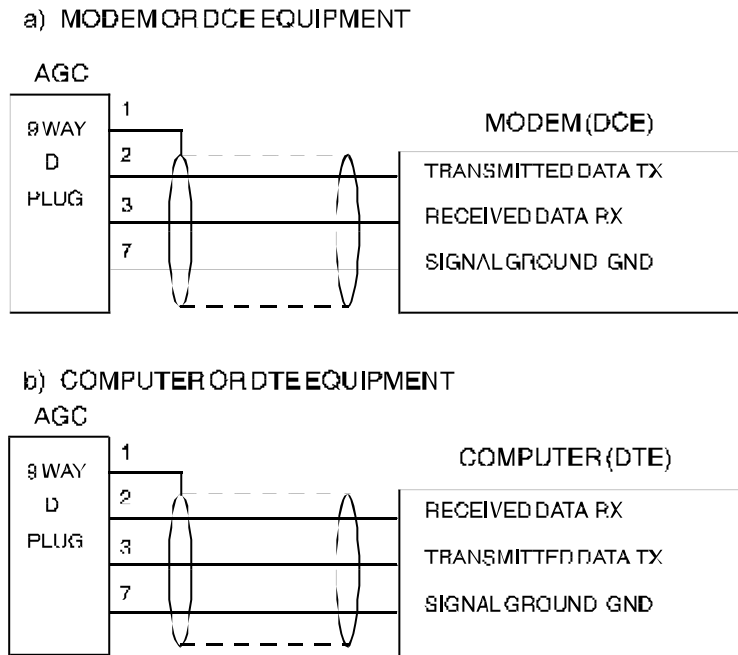 a) MODEM OR DCE EQUIPMENT
AGC
1
9 WAY
D
PLUG
2
3
7
MODEM (DCE)
TRANSMITTED DATA TX
RECEIVED DATA RX
SIGNAL GROUND GND
b) COMPUTER OR DTE EQUIPMENT
AGC
1
9 WAY
D
PLUG
2
3
7
COMPUTER (DTE)
RECEIVED DATA RX
TRANSMITTED DATA TX
SIGNAL GROUND GND